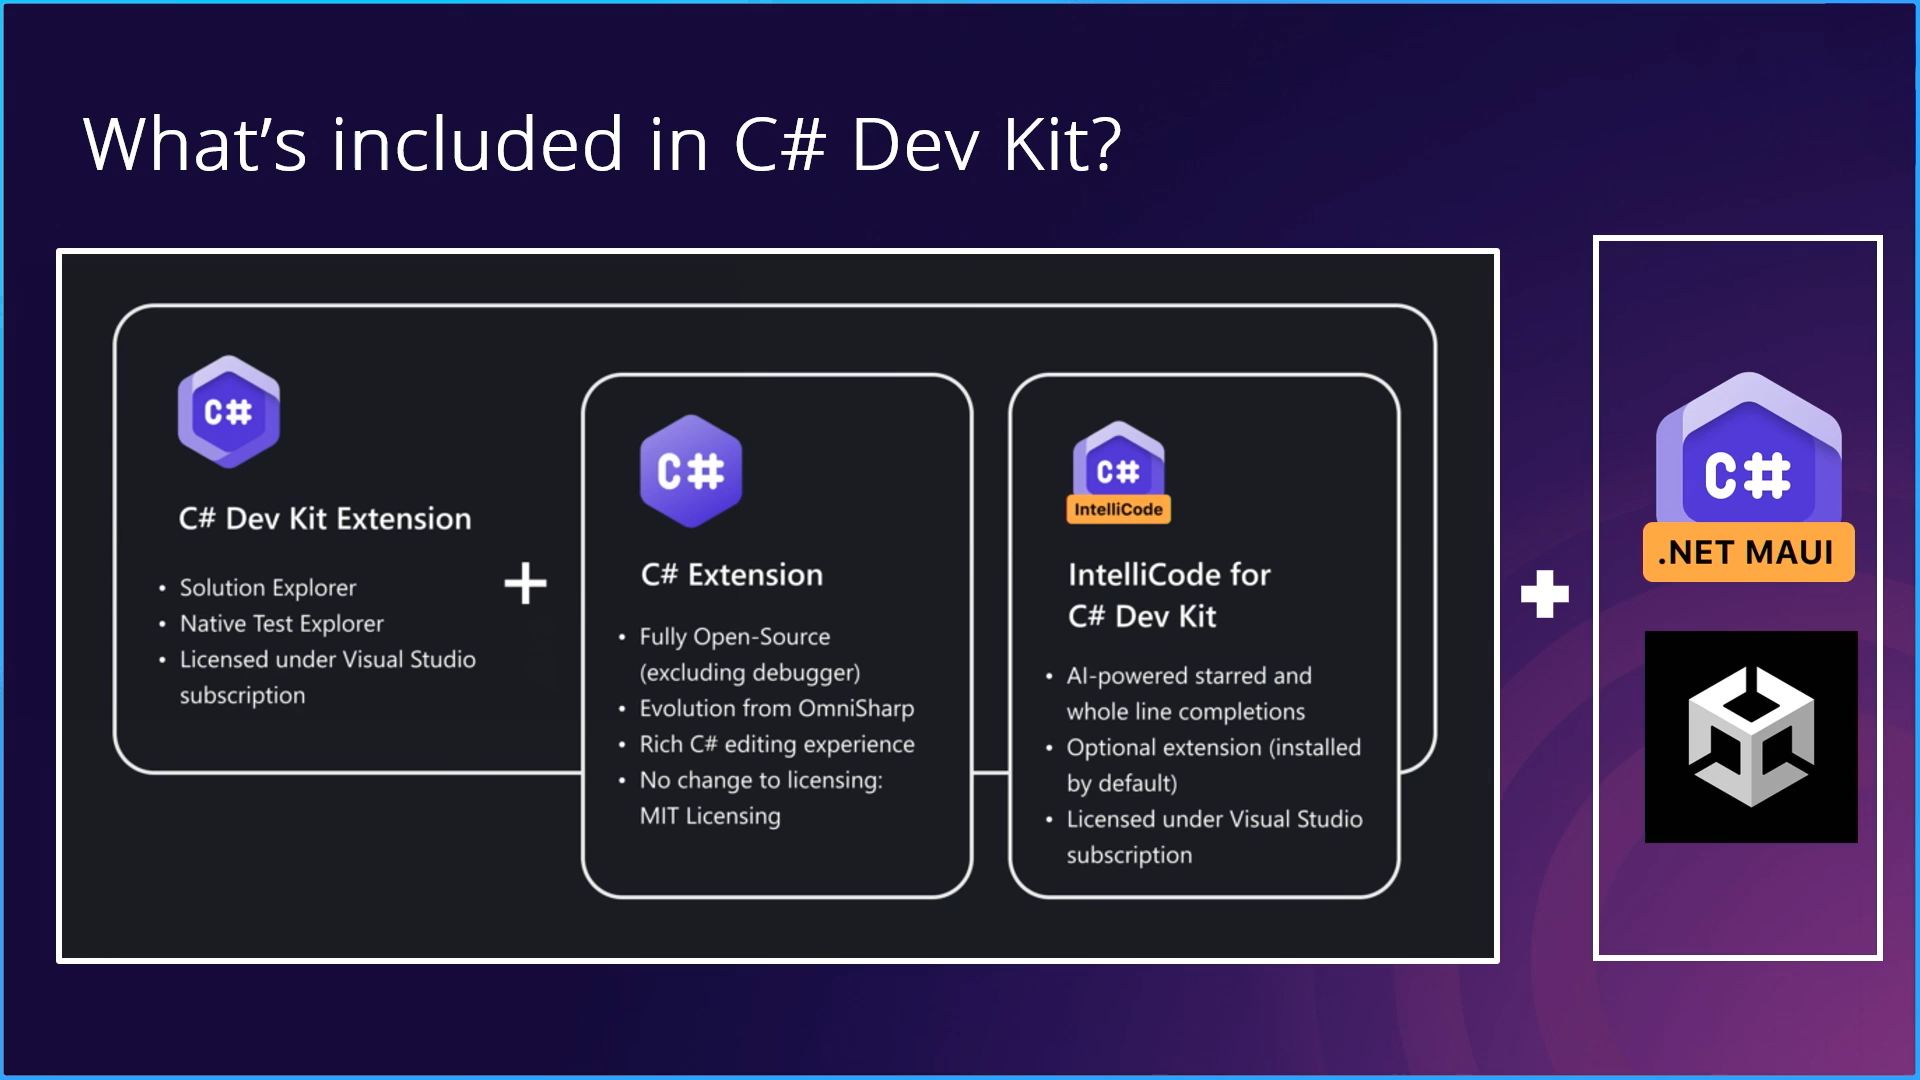 What's included in C# Dev Kit?
C#
C# Dev Kit Extension
• Solution Explorer
• Native Test Explorer
• Licensed under Visual Studio
subscription
+
C#
C# Extension
• Fully Open-Source
(excluding debugger)
• Evolution from OmniSharp
• Rich C# editing experience
• No change to licensing:
MIT Licensing
C#
IntelliCode
IntelliCode for
C# Dev Kit
• AI-powered starred and
whole line completions
• Optional extension (installed
by default)
• Licensed under Visual Studio
subscription
+
C#
.NET MAUI